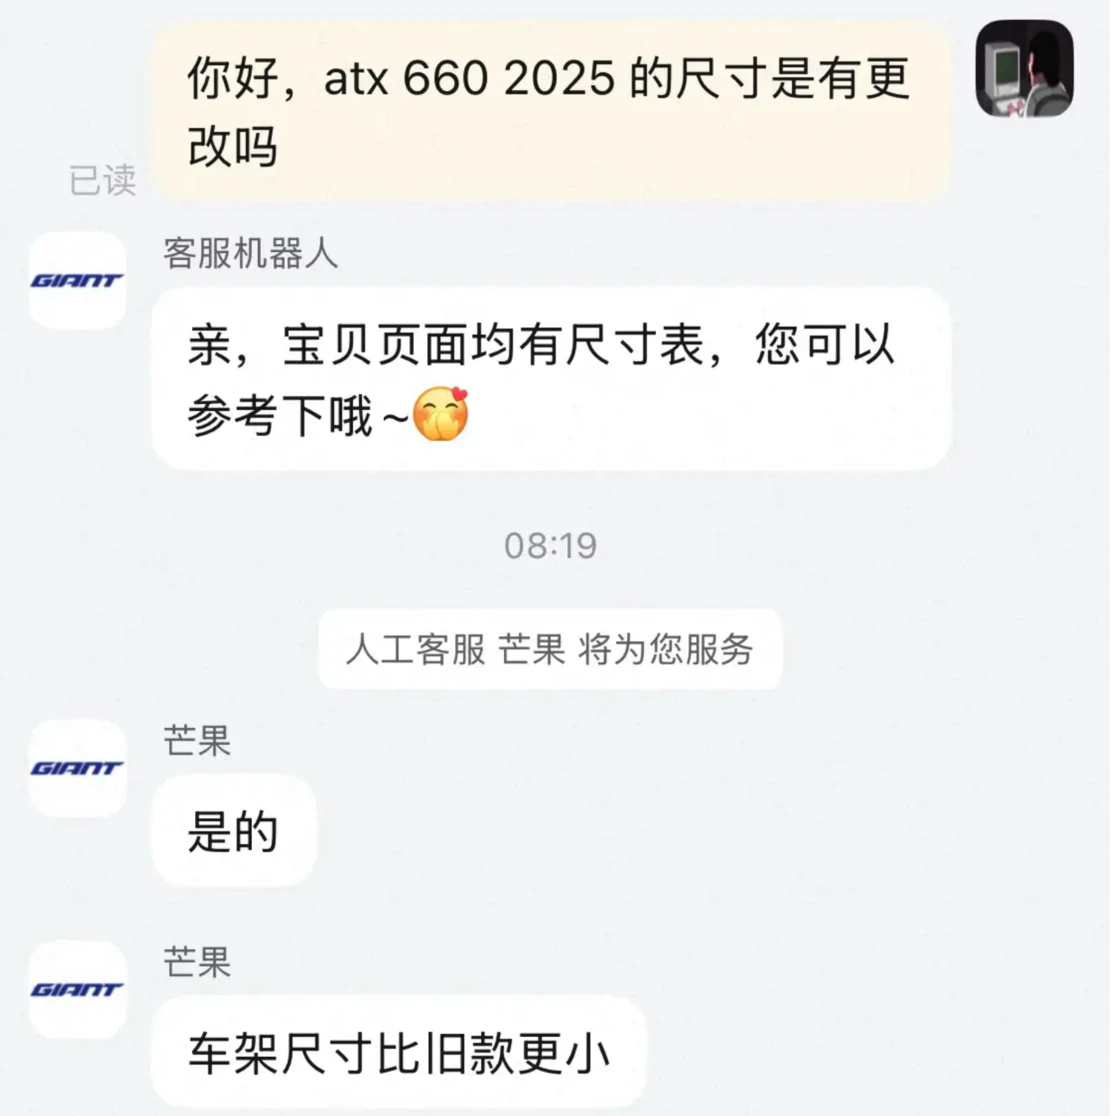 你好，atx 660 2025 的尺寸是有更
改吗
已读
GIANT
客服机器人
亲，宝贝页面均有尺寸表，您可以
参考下哦~
08:19
人工客服 芒果 将为您服务
芒果
GIANT
是的
芒果
GIANT
车架尺寸比旧款更小